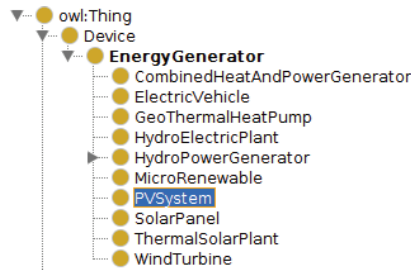 owl:Thing
Device
EnergyGenerator
CombinedHeatAndPowerGenerator
ElectricVehicle
GeoThermalHeatPump
HydroElectricPlant
HydroPowerGenerator
MicroRenewable
PVSystem
SolarPanel
ThermalSolarPlant
WindTurbine